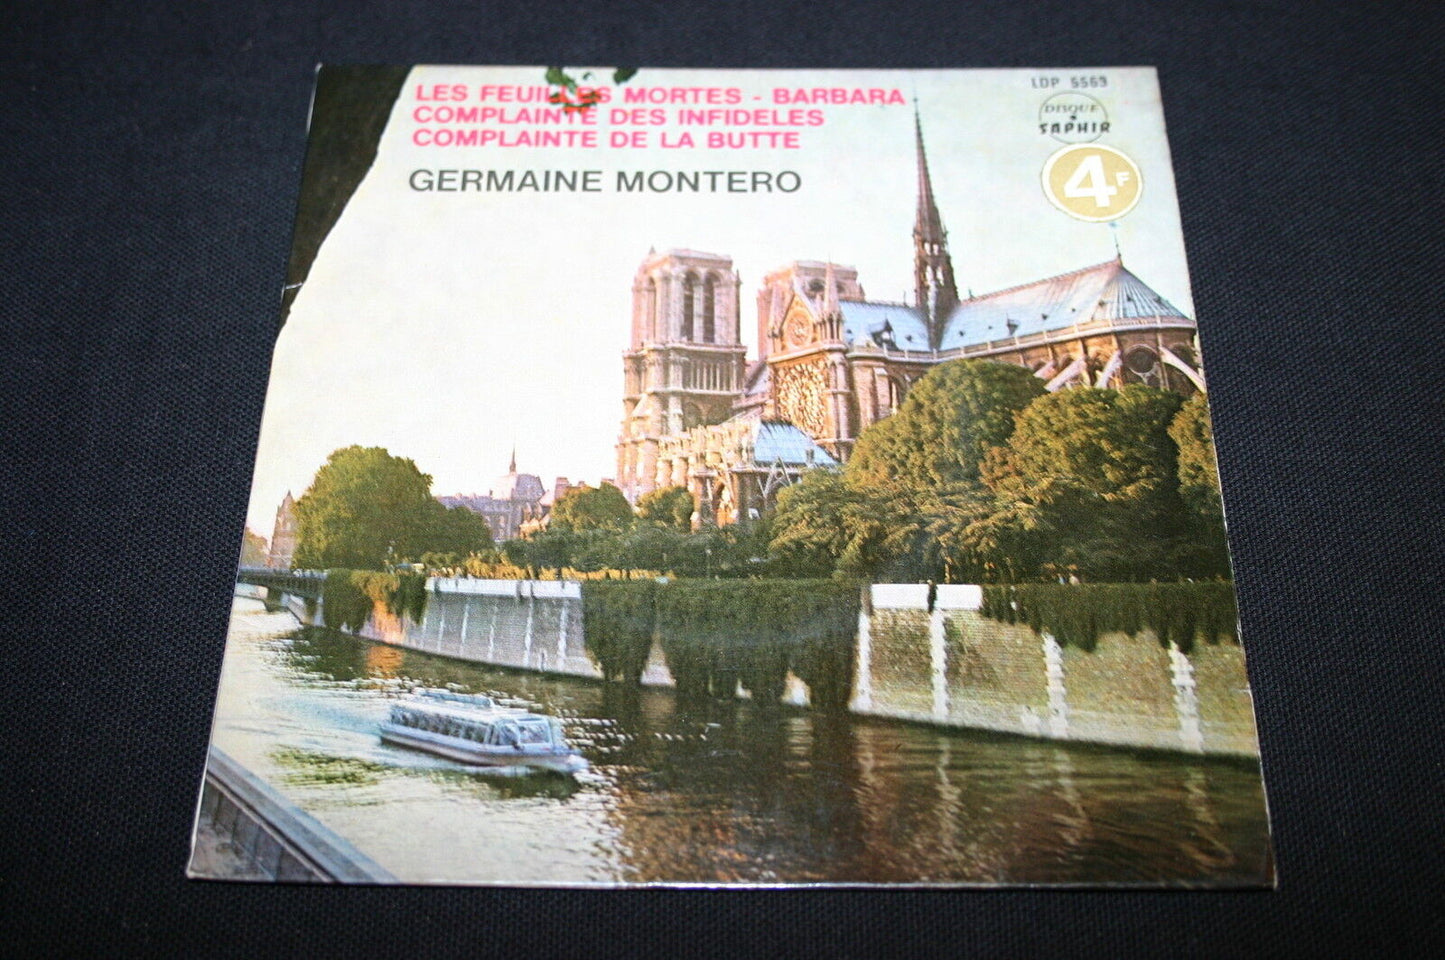 LES FEUILLES MORTES - BARBARA
COMPLAINTE DES INFIDELES
COMPLAINTE DE LA BUTTE
GERMAINE MONTERO
LDP 5569
DISQUE
SAPHIR
4F